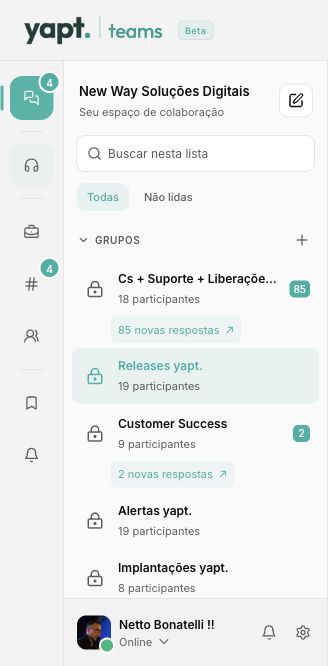 yapt. | teams Beta
4
New Way Soluções Digitais
Seu espaço de colaboração
Buscar nesta lista
Todas Não lidas
GRUPOS
4
Cs + Suporte + Liberaçõe... 85
18 participantes
85 novas respostas
Releases yapt.
19 participantes
Customer Success 2
9 participantes
2 novas respostas
Alertas yapt.
19 participantes
Implantações yapt.
8 participantes
Netto Bonatelli !!
Online